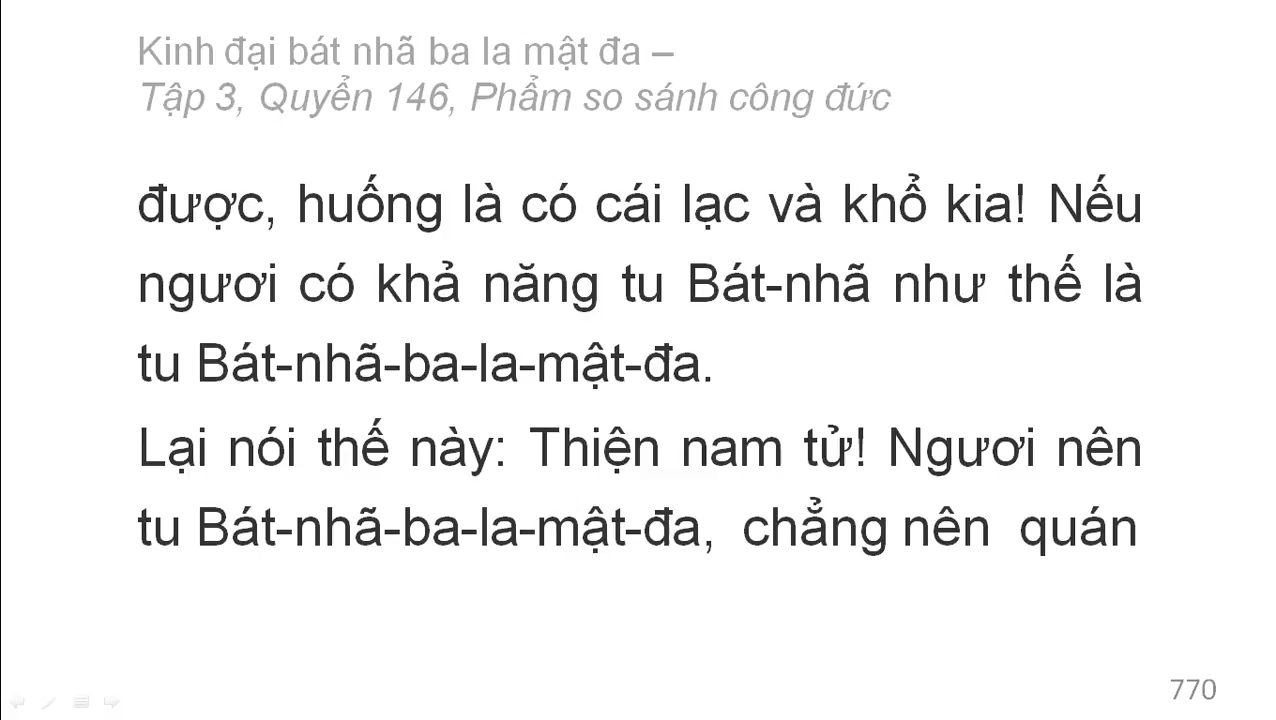 Kinh đại bát nhã ba la mật đa –
Tập 3, Quyển 146, Phẩm so sánh công đức
được, huống là có cái lạc và khổ kia! Nếu
ngươi có khả năng tu Bát-nhã như thế là
tu Bát-nhã-ba-la-mật-đa.
Lại nói thế này: Thiện nam tử! Ngươi nên
tu Bát-nhã-ba-la-mật-đa, chẳng nên quán
770